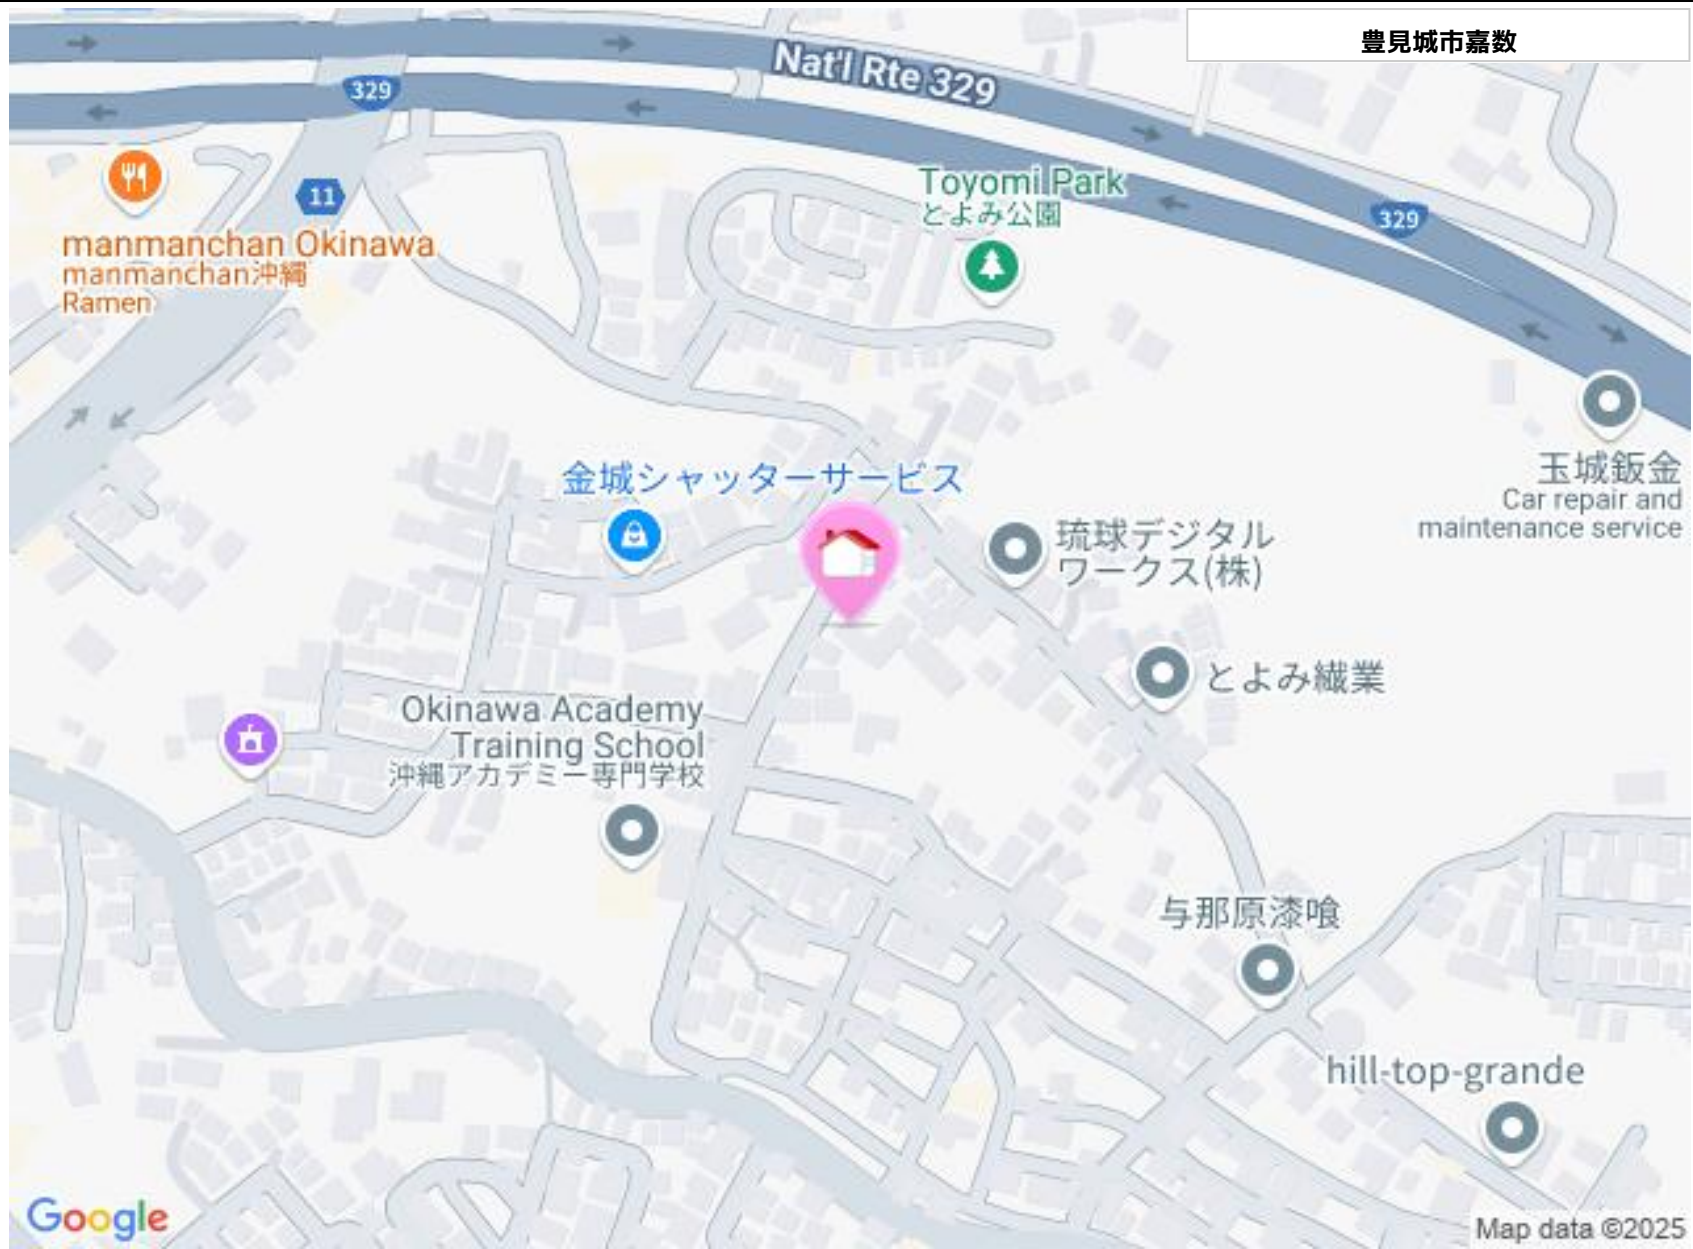 豊見城市嘉数
Nat'l Rte 329
329
11
manmanchan Okinawa
manmanchan沖縄
Ramen
Toyomi Park
とよみ公園
329
玉城鈑金
Car repair and
maintenance service
金城シャッターサービス
琉球デジタル
ワークス(株)
とよみ繊業
Okinawa Academy
Training School
沖縄アカデミー専門学校
与那原漆喰
hill-top-grande
Google
Map data ©2025